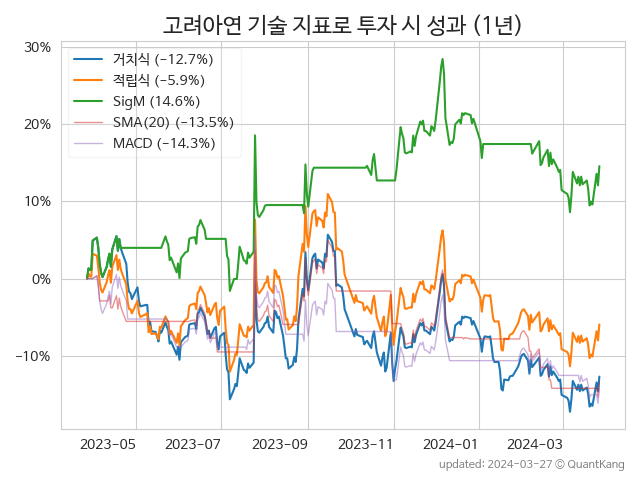 고려아연 기술 지표로 투자 시 성과 (1년)
거치식 (−12.7%)
적립식 (−5.9%)
SigM (14.6%)
SMA(20) (−13.5%)
MACD (−14.3%)
30%
20%
10%
0%
−10%
2023-05 2023-07 2023-09 2023-11 2024-01 2024-03
updated: 2024-03-27 © QuantKang